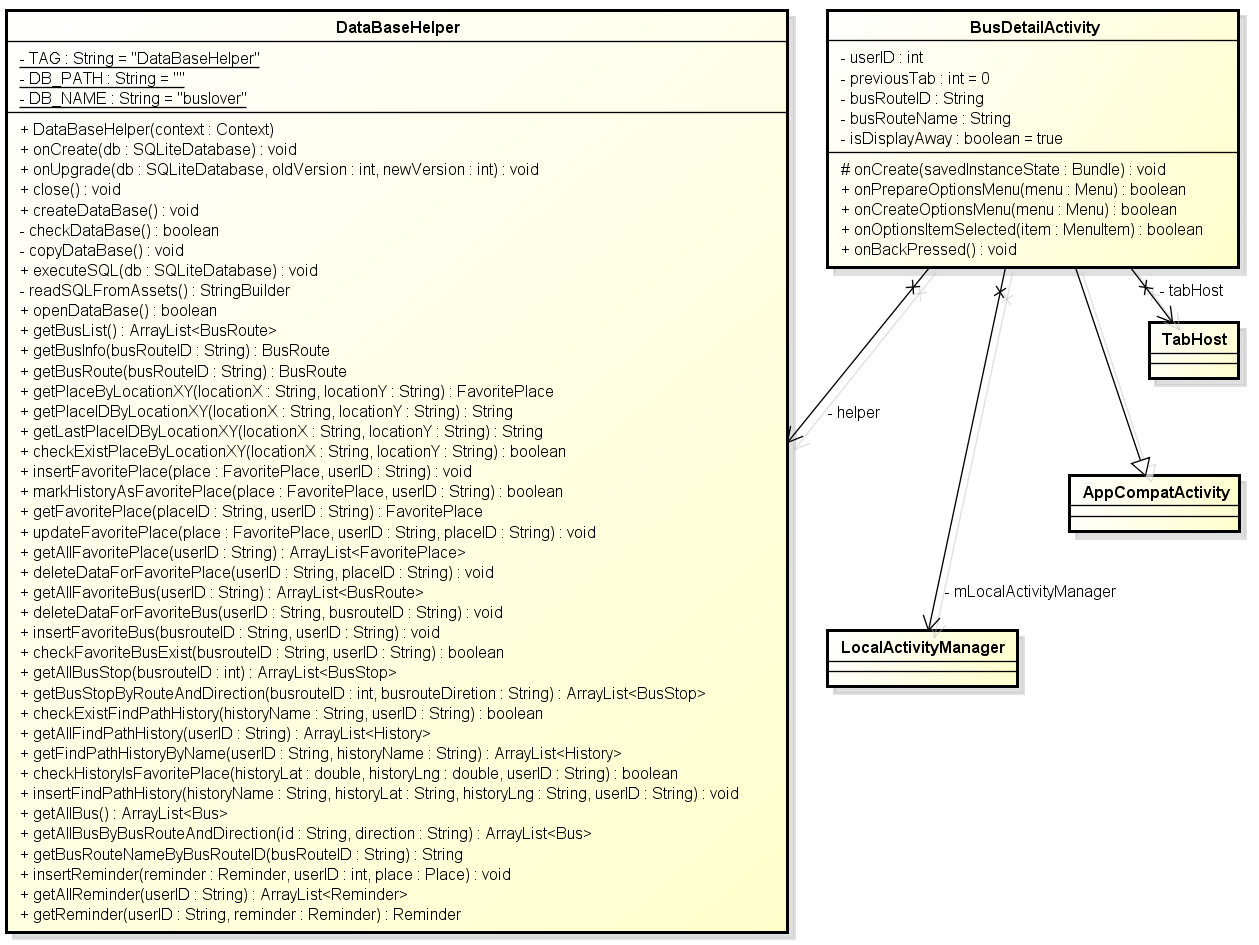 DataBaseHelper
- TAG : String = "DataBaseHelper"
- DB_PATH : String = ""
- DB_NAME : String = "buslover"
+ DataBaseHelper(context : Context)
+ onCreate(db : SQLiteDatabase) : void
+ onUpgrade(db : SQLiteDatabase, oldVersion : int, newVersion : int) : void
+ close() : void
+ createDataBase() : void
- checkDataBase() : boolean
- copyDataBase() : void
+ executeSQL(db : SQLiteDatabase) : void
- readSQLFromAssets() : StringBuilder
+ openDataBase() : boolean
+ getBusList() : ArrayList<BusRoute>
+ getBusInfo(busRouteID : String) : BusRoute
+ getBusRoute(busRouteID : String) : BusRoute
+ getPlaceByLocationXY(locationX : String, locationY : String) : FavoritePlace
+ getPlaceIDByLocationXY(locationX : String, locationY : String) : String
+ getLastPlaceIDByLocationXY(locationX : String, locationY : String) : String
+ checkExistPlaceByLocationXY(locationX : String, locationY : String) : boolean
+ insertFavoritePlace(place : FavoritePlace, userID : String) : void
+ markHistoryAsFavoritePlace(place : FavoritePlace, userID : String) : boolean
+ getFavoritePlace(placeID : String, userID : String) : FavoritePlace
+ updateFavoritePlace(place : FavoritePlace, userID : String, placeID : String) : void
+ getAllFavoritePlace(userID : String) : ArrayList<FavoritePlace>
+ deleteDataForFavoritePlace(userID : String, placeID : String) : void
+ getAllFavoriteBus(userID : String) : ArrayList<BusRoute>
+ deleteDataForFavoriteBus(userID : String, busrouteID : String) : void
+ insertFavoriteBus(busrouteID : String, userID : String) : void
+ checkFavoriteBusExist(busrouteID : String, userID : String) : boolean
+ getAllBusStop(busrouteID : int) : ArrayList<BusStop>
+ getBusStopByRouteAndDirection(busrouteID : int, busrouteDiretion : String) : ArrayList<BusStop>
+ checkExistFindPathHistory(historyName : String, userID : String) : boolean
+ getAllFindPathHistory(userID : String) : ArrayList<History>
+ getFindPathHistoryByName(userID : String, historyName : String) : ArrayList<History>
+ checkHistoryIsFavoritePlace(historyLat : double, historyLng : double, userID : String) : boolean
+ insertFindPathHistory(historyName : String, historyLat : String, historyLng : String, userID : String) : void
+ getAllBus() : ArrayList<Bus>
+ getAllBusByBusRouteAndDirection(id : String, direction : String) : ArrayList<Bus>
+ getBusRouteNameByBusRouteID(busRouteID : String) : String
+ insertReminder(reminder : Reminder, userID : int, place : Place) : void
+ getAllReminder(userID : String) : ArrayList<Reminder>
+ getReminder(userID : String, reminder : Reminder) : Reminder
BusDetailActivity
- userID : int
- previousTab : int = 0
- busRouteID : String
- busRouteName : String
- isDisplayAway : boolean = true
# onCreate(savedInstanceState : Bundle) : void
+ onPrepareOptionsMenu(menu : Menu) : boolean
+ onCreateOptionsMenu(menu : Menu) : boolean
+ onOptionsItemSelected(item : MenuItem) : boolean
+ onBackPressed() : void
- tabHost
TabHost
- helper
AppCompatActivity
- mLocalActivityManager
LocalActivityManager